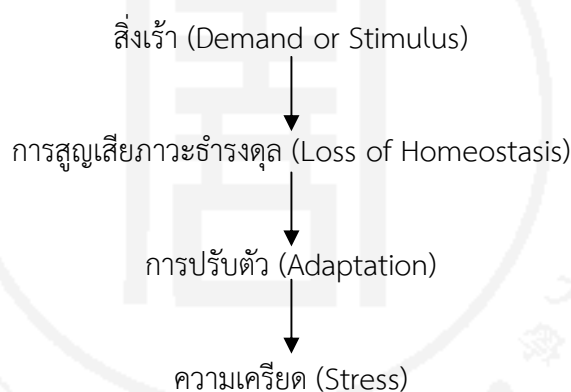 สิ่งเร้า (Demand or Stimulus)
การสูญเสียภาวะธำรงดุล (Loss of Homeostasis)
การปรับตัว (Adaptation)
ความเครียด (Stress)